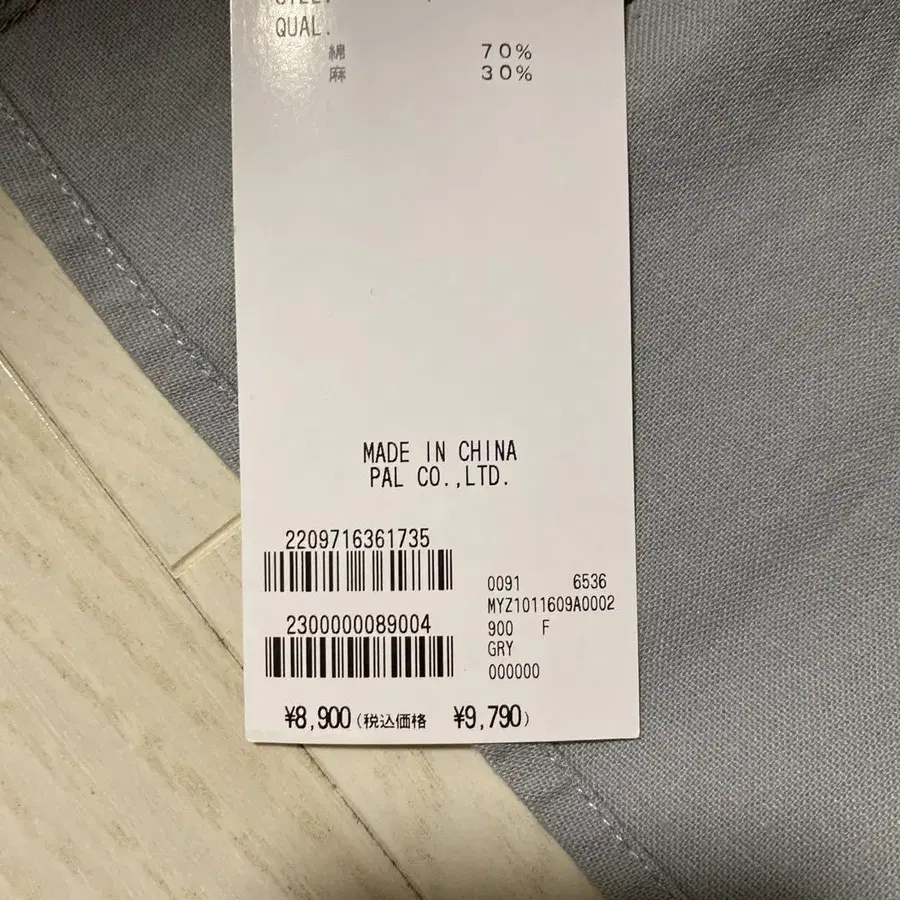 QUAL.
綿 70%
麻 30%
MADE IN CHINA
PAL CO.,LTD.
2209716361735
2300000089004
0091 6536
MYZ1011609A0002
900 F
GRY
000000
¥8,900(税込価格 ¥9,790)